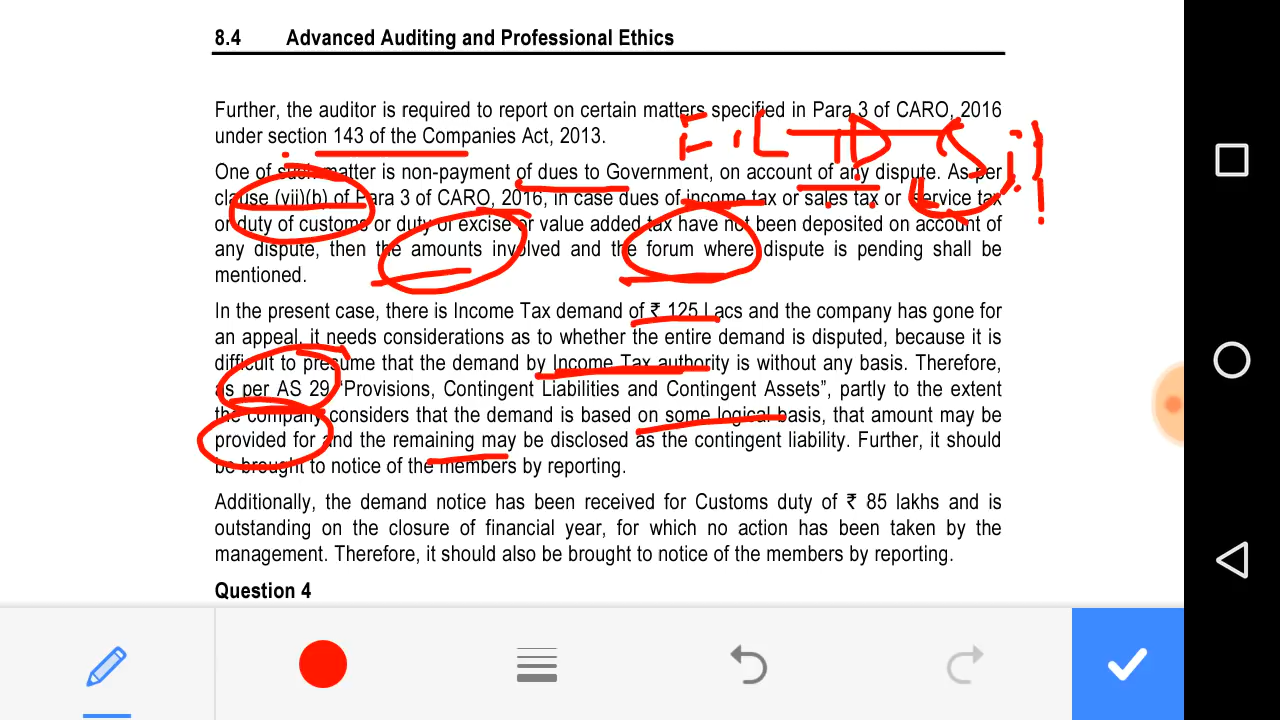 8.4 Advanced Auditing and Professional Ethics
Further, the auditor is required to report on certain matters specified in Para 3 of CARO, 2016
under section 143 of the Companies Act, 2013.
One of such matter is non-payment of dues to Government, on account of any dispute. As per
clause (vii)(b) of Para 3 of CARO, 2016, in case dues of income tax or sales tax or service tax
or duty of customs or duty of excise or value added tax have not been deposited on account of
any dispute, then the amounts involved and the forum where dispute is pending shall be
mentioned.
In the present case, there is Income Tax demand of ₹ 125 Lacs and the company has gone for
an appeal, it needs considerations as to whether the entire demand is disputed, because it is
difficult to presume that the demand by Income Tax authority is without any basis. Therefore,
as per AS 29 “Provisions, Contingent Liabilities and Contingent Assets”, partly to the extent
the company considers that the demand is based on some logical basis, that amount may be
provided for and the remaining may be disclosed as the contingent liability. Further, it should
be brought to notice of the members by reporting.
Additionally, the demand notice has been received for Customs duty of ₹ 85 lakhs and is
outstanding on the closure of financial year, for which no action has been taken by the
management. Therefore, it should also be brought to notice of the members by reporting.
Question 4